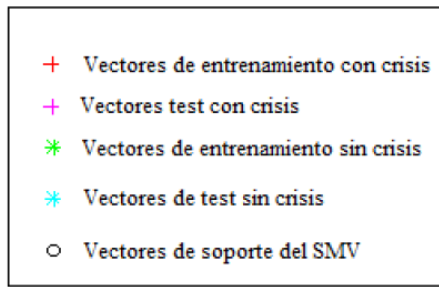 Vectores de entrenamiento con crisis
Vectores test con crisis
Vectores de entrenamiento sin crisis
Vectores de test sin crisis
Vectores de soporte del SMV